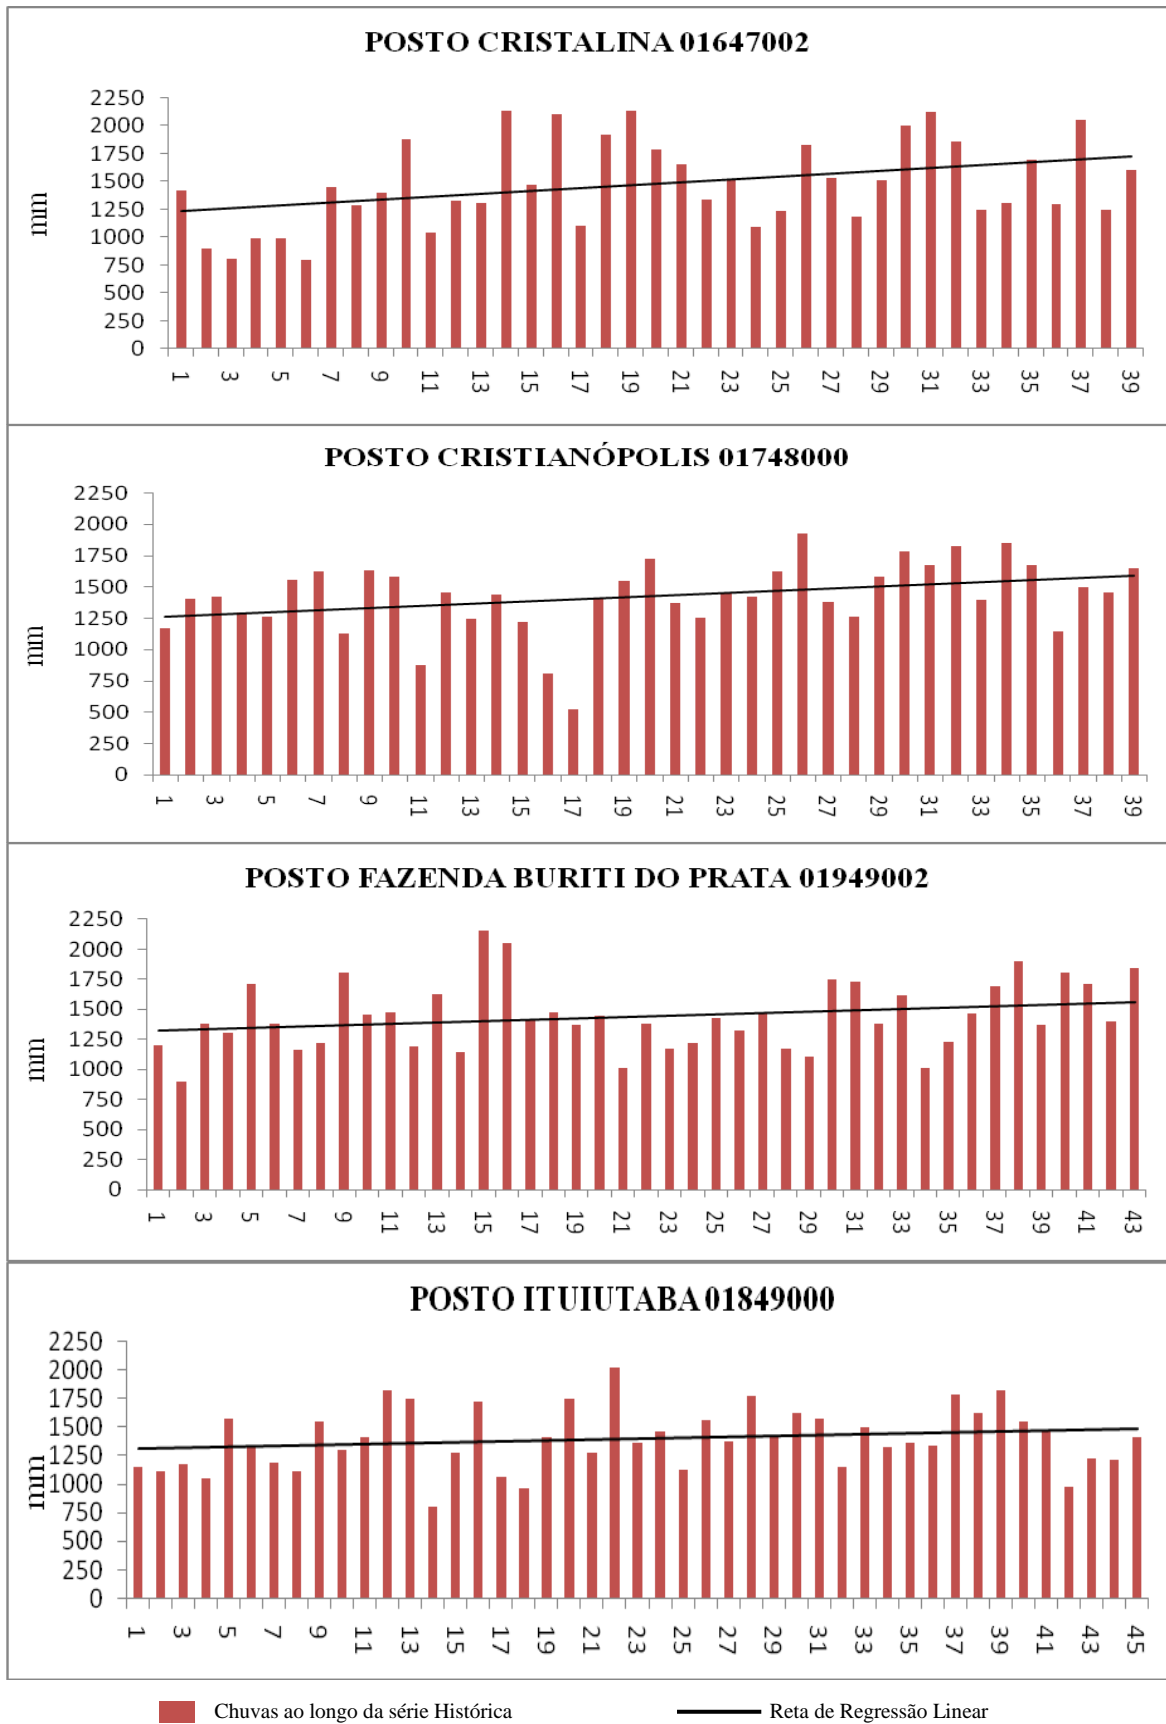 POSTO CRISTALINA 01647002
2250
2000
1750
1500
1250
1000
750
500
250
0
mm
1 3 5 7 9 11 13 15 17 19 21 23 25 27 29 31 33 35 37 39
POSTO CRISTIANÓPOLIS 01748000
2250
2000
1750
1500
1250
1000
750
500
250
0
mm
1 3 5 7 9 11 13 15 17 19 21 23 25 27 29 31 33 35 37 39
POSTO FAZENDA BURITI DO PRATA 01949002
2250
2000
1750
1500
1250
1000
750
500
250
0
mm
1 3 5 7 9 11 13 15 17 19 21 23 25 27 29 31 33 35 37 39 41 43
POSTO ITUIUTABA 01849000
2250
2000
1750
1500
1250
1000
750
500
250
0
mm
1 3 5 7 9 11 13 15 17 19 21 23 25 27 29 31 33 35 37 39 41 43 45
Chuvas ao longo da série Histórica
Reta de Regressão Linear